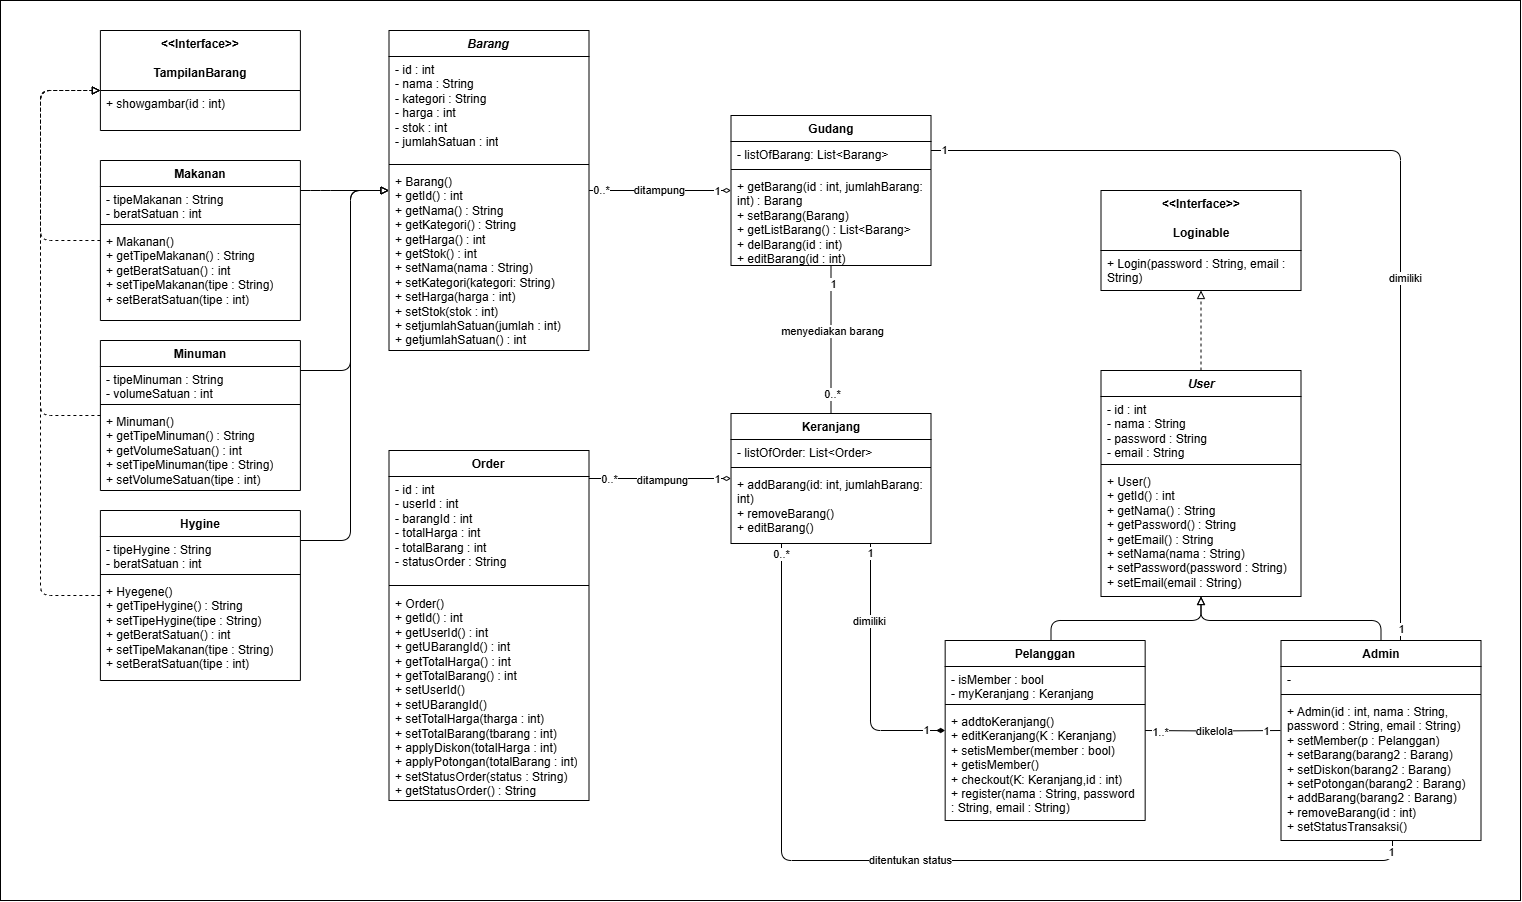 <<Interface>>
TampilanBarang
+ showgambar(id : int)
Makanan
- tipeMakanan : String
- beratSatuan : int
+ Makanan()
+ getTipeMakanan() : String
+ getBeratSatuan() : int
+ setTipeMakanan(tipe : String)
+ setBeratSatuan(tipe : int)
Minuman
- tipeMinuman : String
- volumeSatuan : int
+ Minuman()
+ getTipeMinuman() : String
+ getVolumeSatuan() : int
+ setTipeMinuman(tipe : String)
+ setVolumeSatuan(tipe : int)
Hygine
- tipeHygine : String
- beratSatuan : int
+ Hyegene()
+ getTipeHygine() : String
+ setTipeHygine(tipe : String)
+ getBeratSatuan() : int
+ setTipeMakanan(tipe : String)
+ setBeratSatuan(tipe : int)
Barang
- id : int
- nama : String
- kategori : String
- harga : int
- stok : int
- jumlahSatuan : int
+ Barang()
+ getId() : int
+ getNama() : String
+ getKategori() : String
+ getHarga() : int
+ getStok() : int
+ setNama(nama : String)
+ setKategori(kategori: String)
+ setHarga(harga : int)
+ setStok(stok : int)
+ setjumlahSatuan(jumlah : int)
+ getjumlahSatuan() : int
0..*
ditampung
1
Order
- id : int
- userId : int
- barangId : int
- totalHarga : int
- totalBarang : int
- statusOrder : String
+ Order()
+ getId() : int
+ getUserId() : int
+ getUBarangId() : int
+ getTotalHarga() : int
+ getTotalBarang() : int
+ setUserId()
+ setUBarangId()
+ setTotalHarga(tharga : int)
+ setTotalBarang(tbarang : int)
+ applyDiskon(totalHarga : int)
+ applyPotongan(totalBarang : int)
+ setStatusOrder(status : String)
+ getStatusOrder() : String
0..*
ditampung
1
Gudang
- listOfBarang: List<Barang>
+ getBarang(id : int, jumlahBarang:
int) : Barang
+ setBarang(Barang)
+ getListBarang() : List<Barang>
+ delBarang(id : int)
+ editBarang(id : int)
1
menyediakan barang
0..*
Keranjang
- listOfOrder: List<Order>
+ addBarang(id: int, jumlahBarang:
int)
+ removeBarang()
+ editBarang()
0..*
1
dimiliki
1
1
dimiliki
1
<<Interface>>
Loginable
+ Login(password : String, email :
String)
User
- id : int
- nama : String
- password : String
- email : String
+ User()
+ getId() : int
+ getNama() : String
+ getPassword() : String
+ getEmail() : String
+ setNama(nama : String)
+ setPassword(password : String)
+ setEmail(email : String)
Pelanggan
- isMember : bool
- myKeranjang : Keranjang
+ addtoKeranjang()
+ editKeranjang(K : Keranjang)
+ setisMember(member : bool)
+ getisMember()
+ checkout(K: Keranjang,id : int)
+ register(nama : String, password
: String, email : String)
1..*
dikelola
1
Admin
-
+ Admin(id : int, nama : String,
password : String, email : String)
+ setMember(p : Pelanggan)
+ setBarang(barang2 : Barang)
+ setDiskon(barang2 : Barang)
+ setPotongan(barang2 : Barang)
+ addBarang(barang2 : Barang)
+ removeBarang(id : int)
+ setStatusTransaksi()
1
ditentukan status